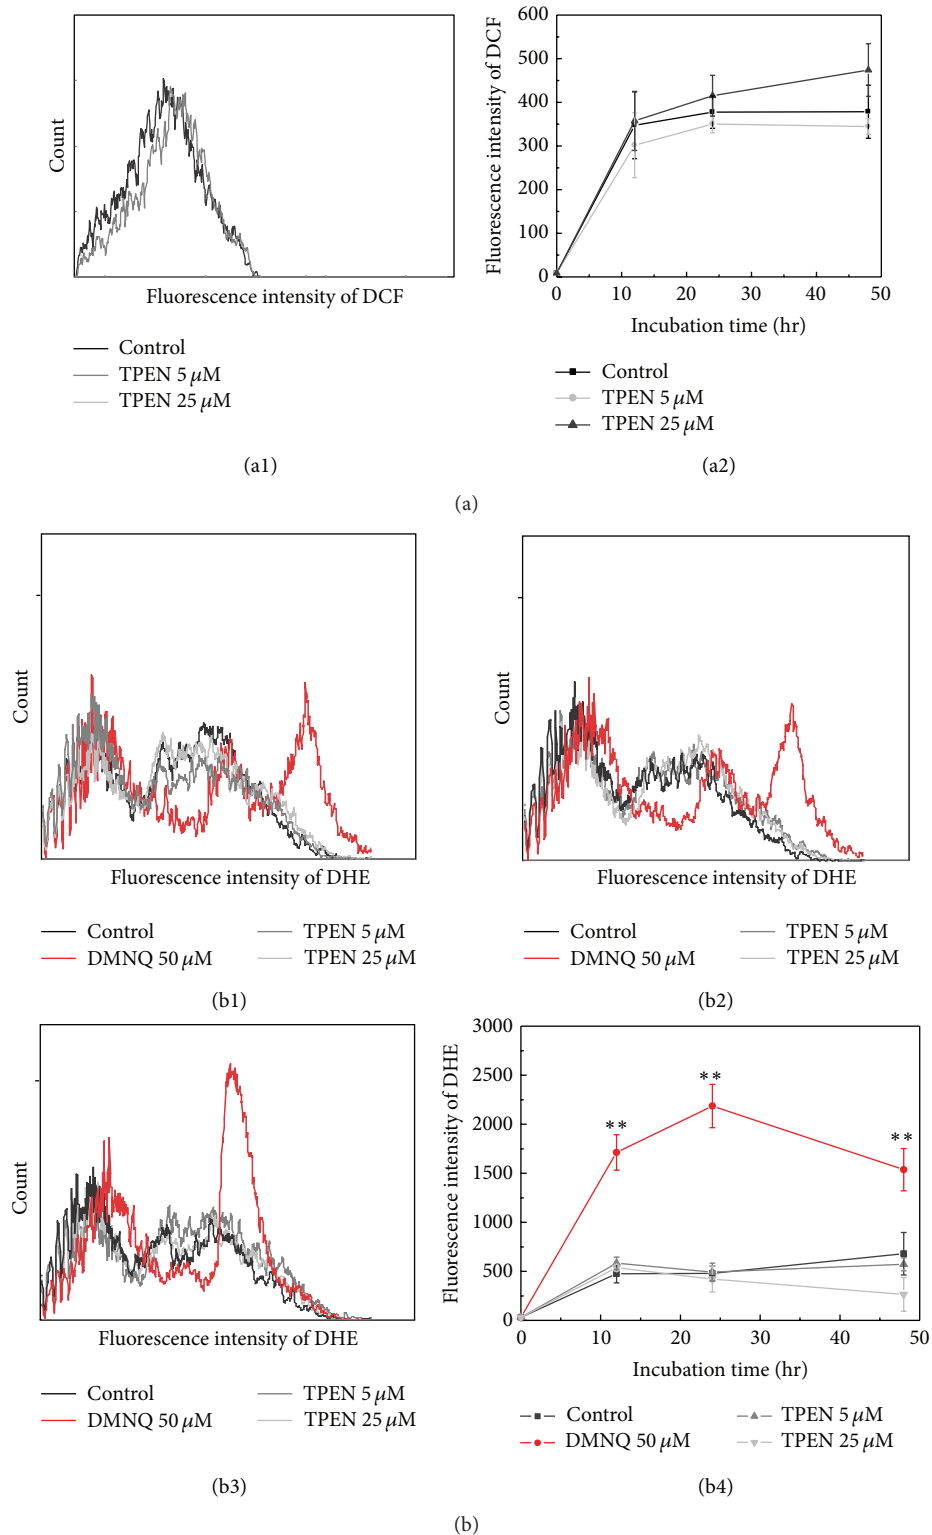 Count
Fluorescence intensity of DCF
Control
TPEN 5 μM
TPEN 25 μM
(a1)
Fluorescence intensity of DCF
600
500
400
300
200
100
0
0 10 20 30 40 50
Incubation time (hr)
Control
TPEN 5 μM
TPEN 25 μM
(a2)
(a)
Count
Fluorescence intensity of DHE
Control
DMNQ 50 μM
TPEN 5 μM
TPEN 25 μM
(b1)
Count
Fluorescence intensity of DHE
Control
DMNQ 50 μM
TPEN 5 μM
TPEN 25 μM
(b2)
Count
Fluorescence intensity of DHE
Control
DMNQ 50 μM
TPEN 5 μM
TPEN 25 μM
(b3)
Fluorescence intensity of DHE
3000
2500
2000
1500
1000
500
0
**
**
**
0 10 20 30 40 50
Incubation time (hr)
Control
DMNQ 50 μM
TPEN 5 μM
TPEN 25 μM
(b4)
(b)